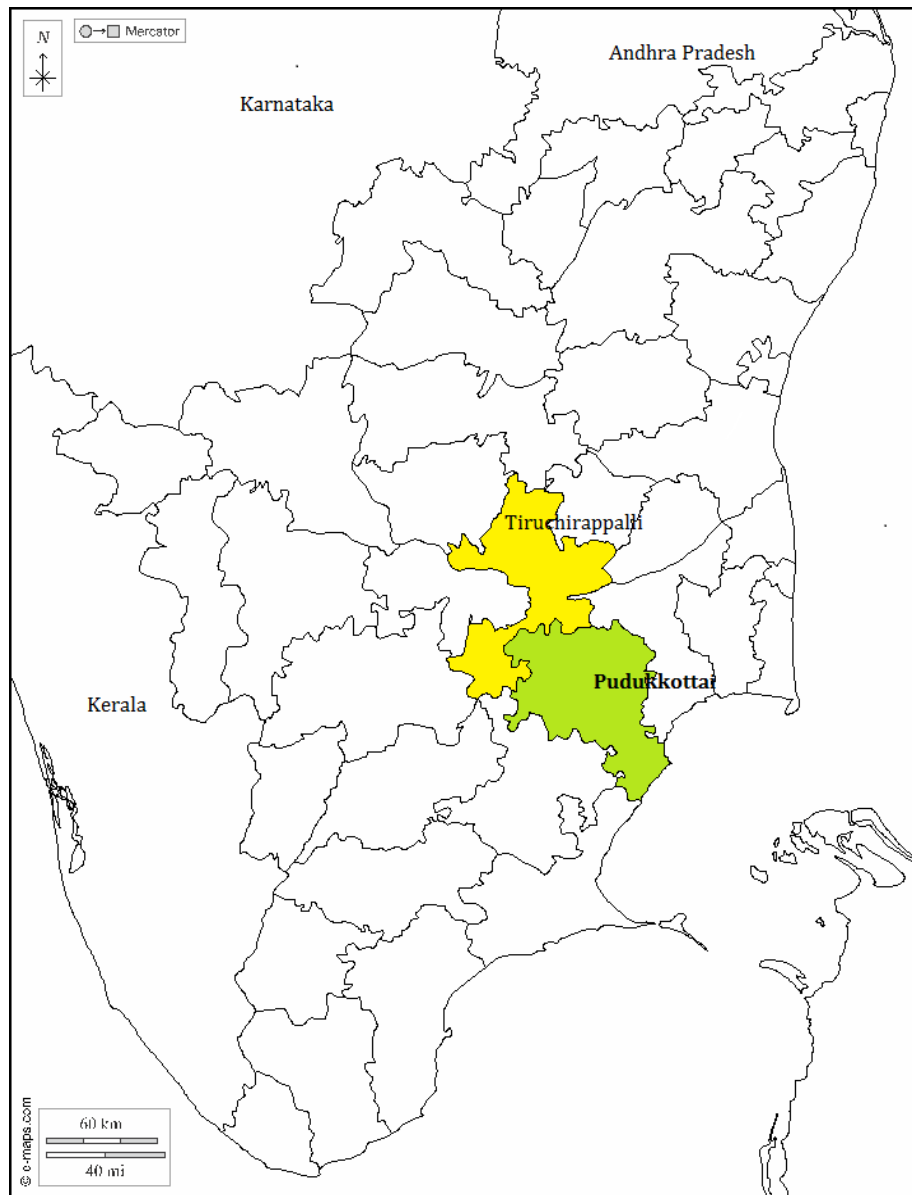 N
Mercator
Andhra Pradesh
Karnataka
Tiruchirappalli
Pudukkottai
Kerala
60 km
40 mi
© e-maps.com